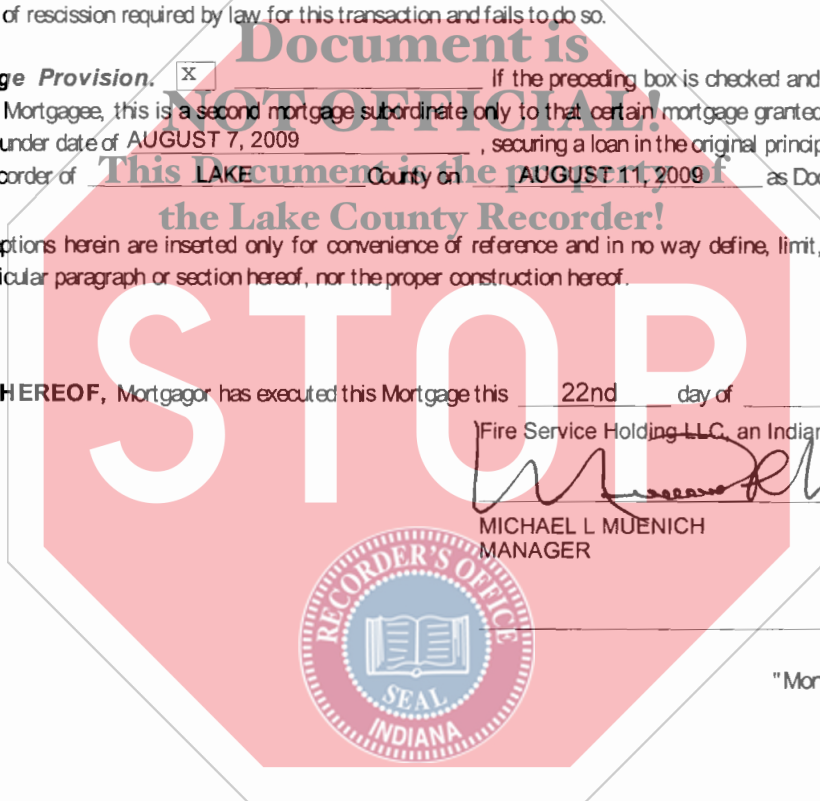 of rescission required by law for this transaction and fails to do so.
Document is
ge Provision. X If the preceding box is checked and
Mortgagee, this is a second mortgage subordinate only to that certain mortgage granted
NOT OFFICIAL!
under date of AUGUST 7, 2009 , securing a loan in the original princip
This Document is the property of
corder of LAKE County on AUGUST 11, 2009 as Doc
the Lake County Recorder!
ptions herein are inserted only for convenience of reference and in no way define, limit,
icular paragraph or section hereof, nor the proper construction hereof.
STOP
HEREOF, Mortgagor has executed this Mortgage this 22nd day of
Fire Service Holding LLC, an Indian
MICHAEL L MUENICH
MANAGER
RECORDER'S OFFICE
SEAL
INDIANA
"Mor